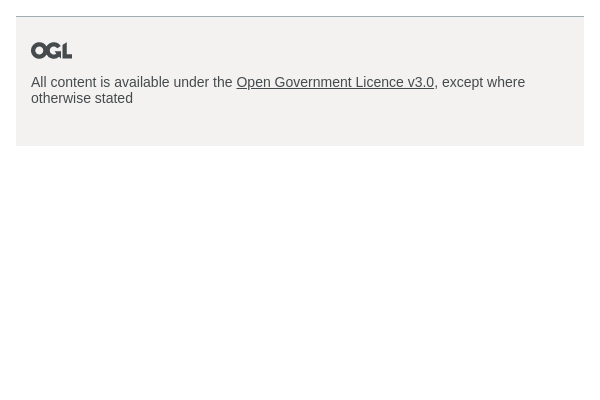 OGL
All content is available under the Open Government Licence v3.0, except where
otherwise stated